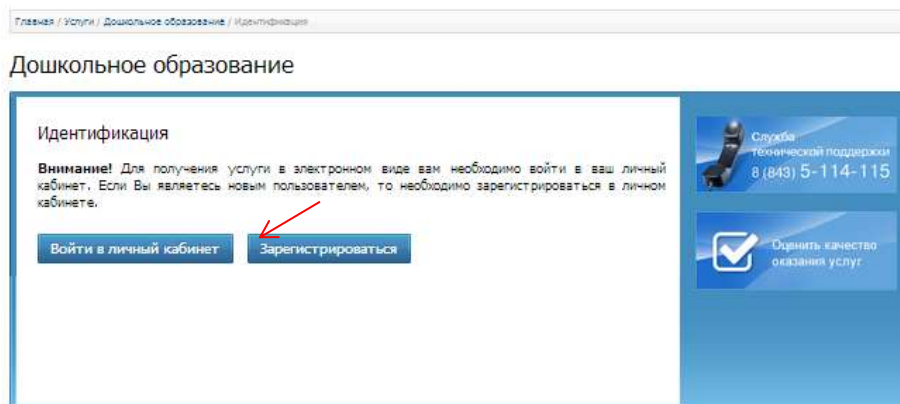 Главная / Услуги / Дошкольное образование / Идентификация
Дошкольное образование
Идентификация
Внимание! Для получения услуги в электронном виде вам необходимо войти в ваш личный
кабинет. Если Вы являетесь новым пользователем, то необходимо зарегистрироваться в личном
кабинете.
Войти в личный кабинет
Зарегистрироваться
Служба
технической поддержки
8 (843) 5-114-115
Оценить качество
оказания услуг